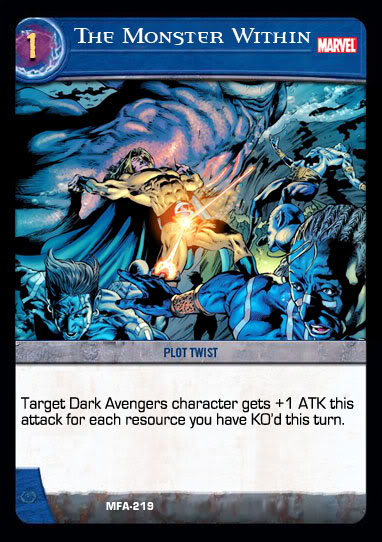 1
The Monster Within
MARVEL
PLOT TWIST
Target Dark Avengers character gets +1 ATK this
attack for each resource you have KO'd this turn.
MFA-219